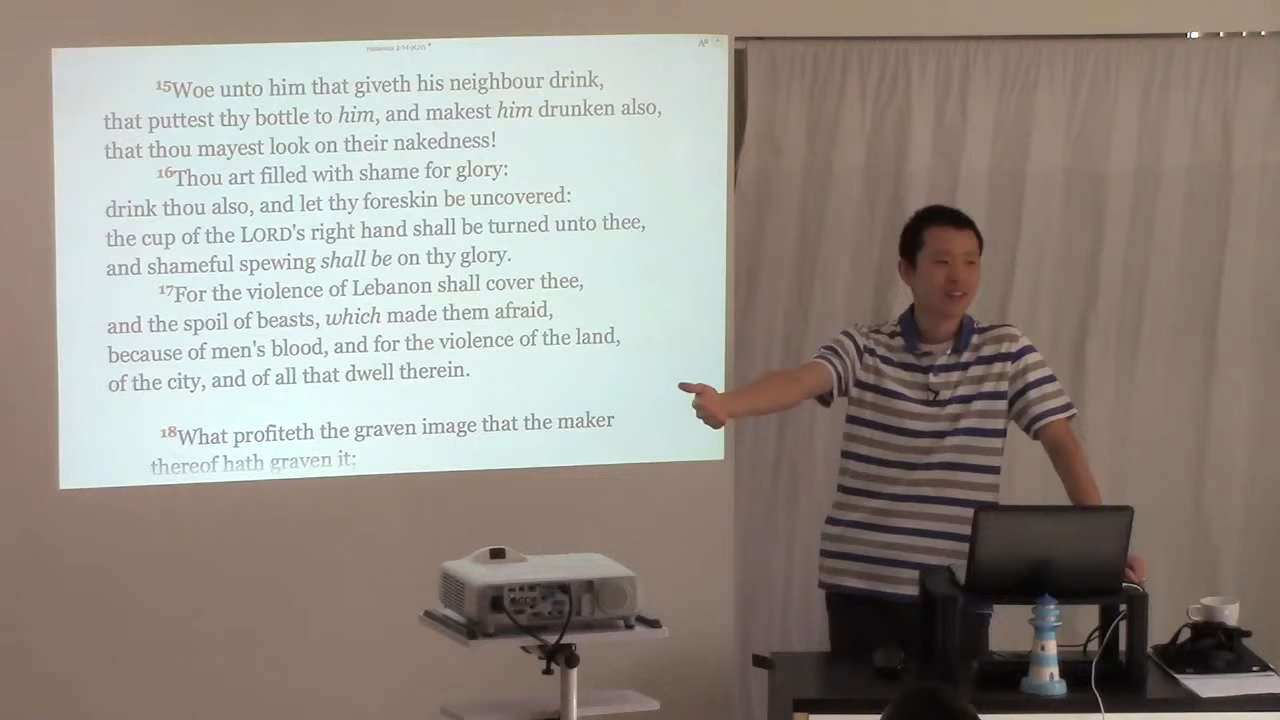 Habakkuk 2:14 (KJV)
15Woe unto him that giveth his neighbour drink,
that puttest thy bottle to him, and makest him drunken also,
that thou mayest look on their nakedness!
16Thou art filled with shame for glory:
drink thou also, and let thy foreskin be uncovered:
the cup of the LORD's right hand shall be turned unto thee,
and shameful spewing shall be on thy glory.
17For the violence of Lebanon shall cover thee,
and the spoil of beasts, which made them afraid,
because of men's blood, and for the violence of the land,
of the city, and of all that dwell therein.
18What profiteth the graven image that the maker
thereof hath graven it;